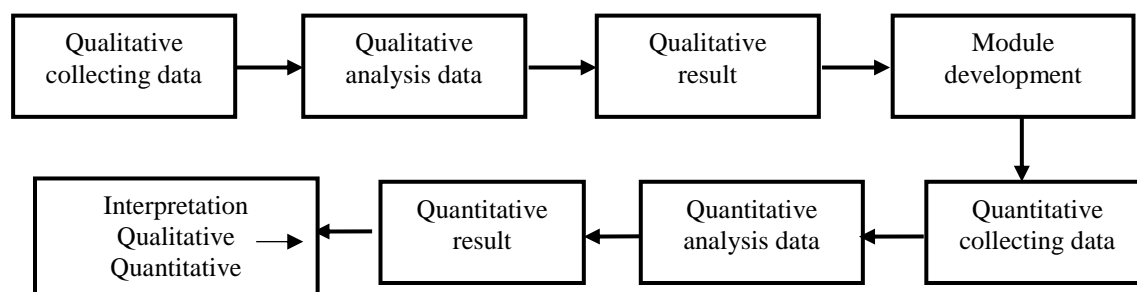 Qualitative
collecting data
Qualitative
analysis data
Qualitative
result
Module
development
Quantitative
collecting data
Quantitative
analysis data
Quantitative
result
Interpretation
Qualitative
Quantitative